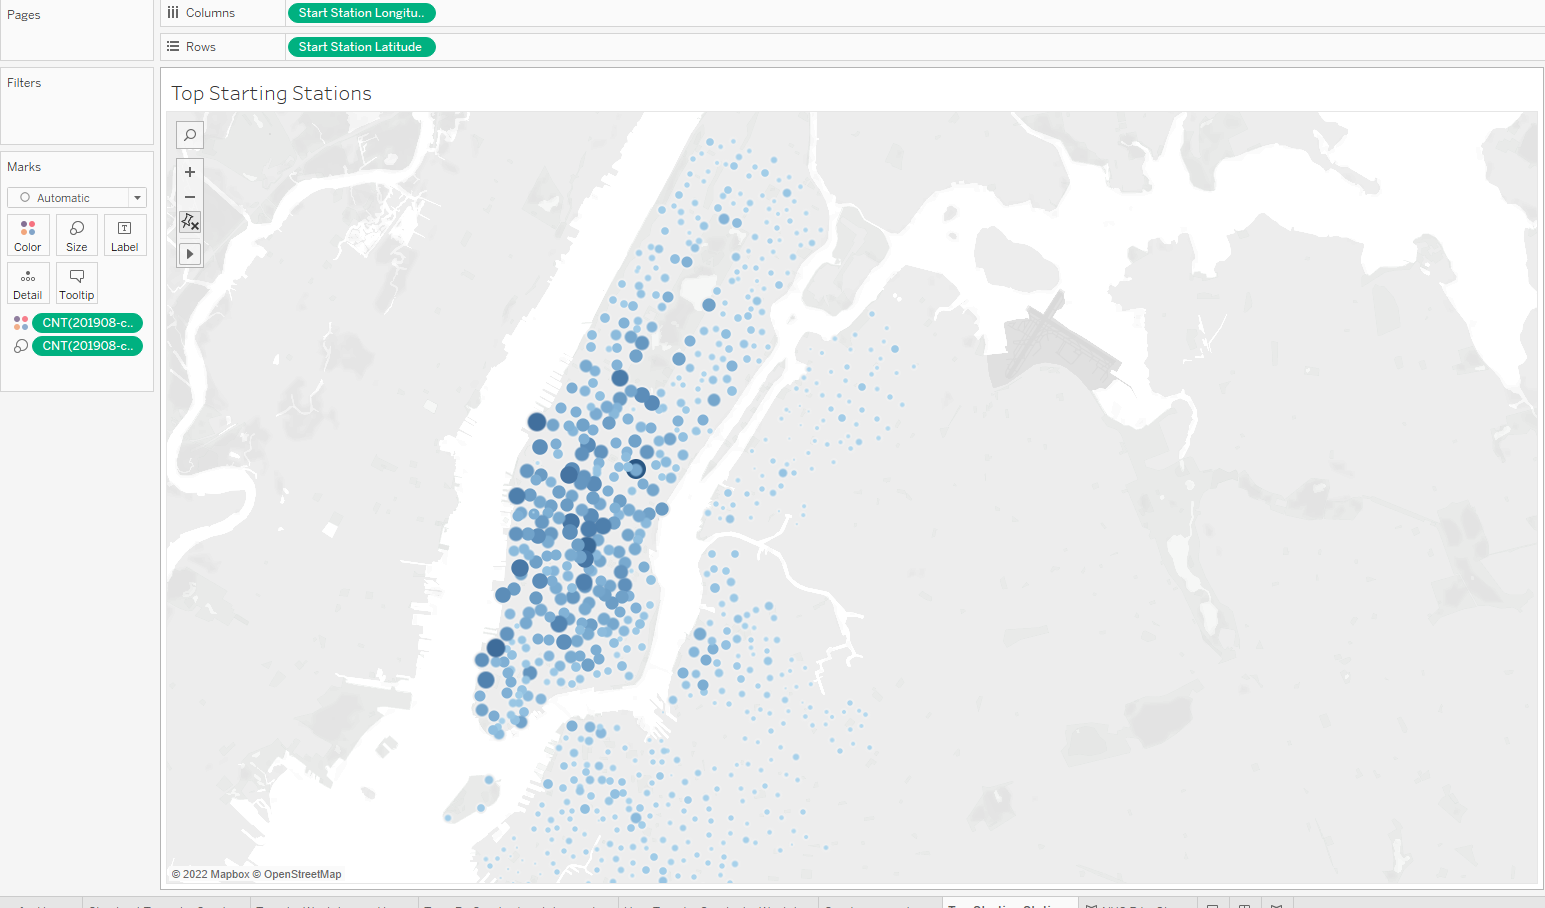 Pages
Columns
Start Station Longitu..
Rows
Start Station Latitude
Filters
Top Starting Stations
Marks
Automatic
Color
Size
Label
Detail
Tooltip
CNT(201908-c..
CNT(201908-c..
© 2022 Mapbox © OpenStreetMap